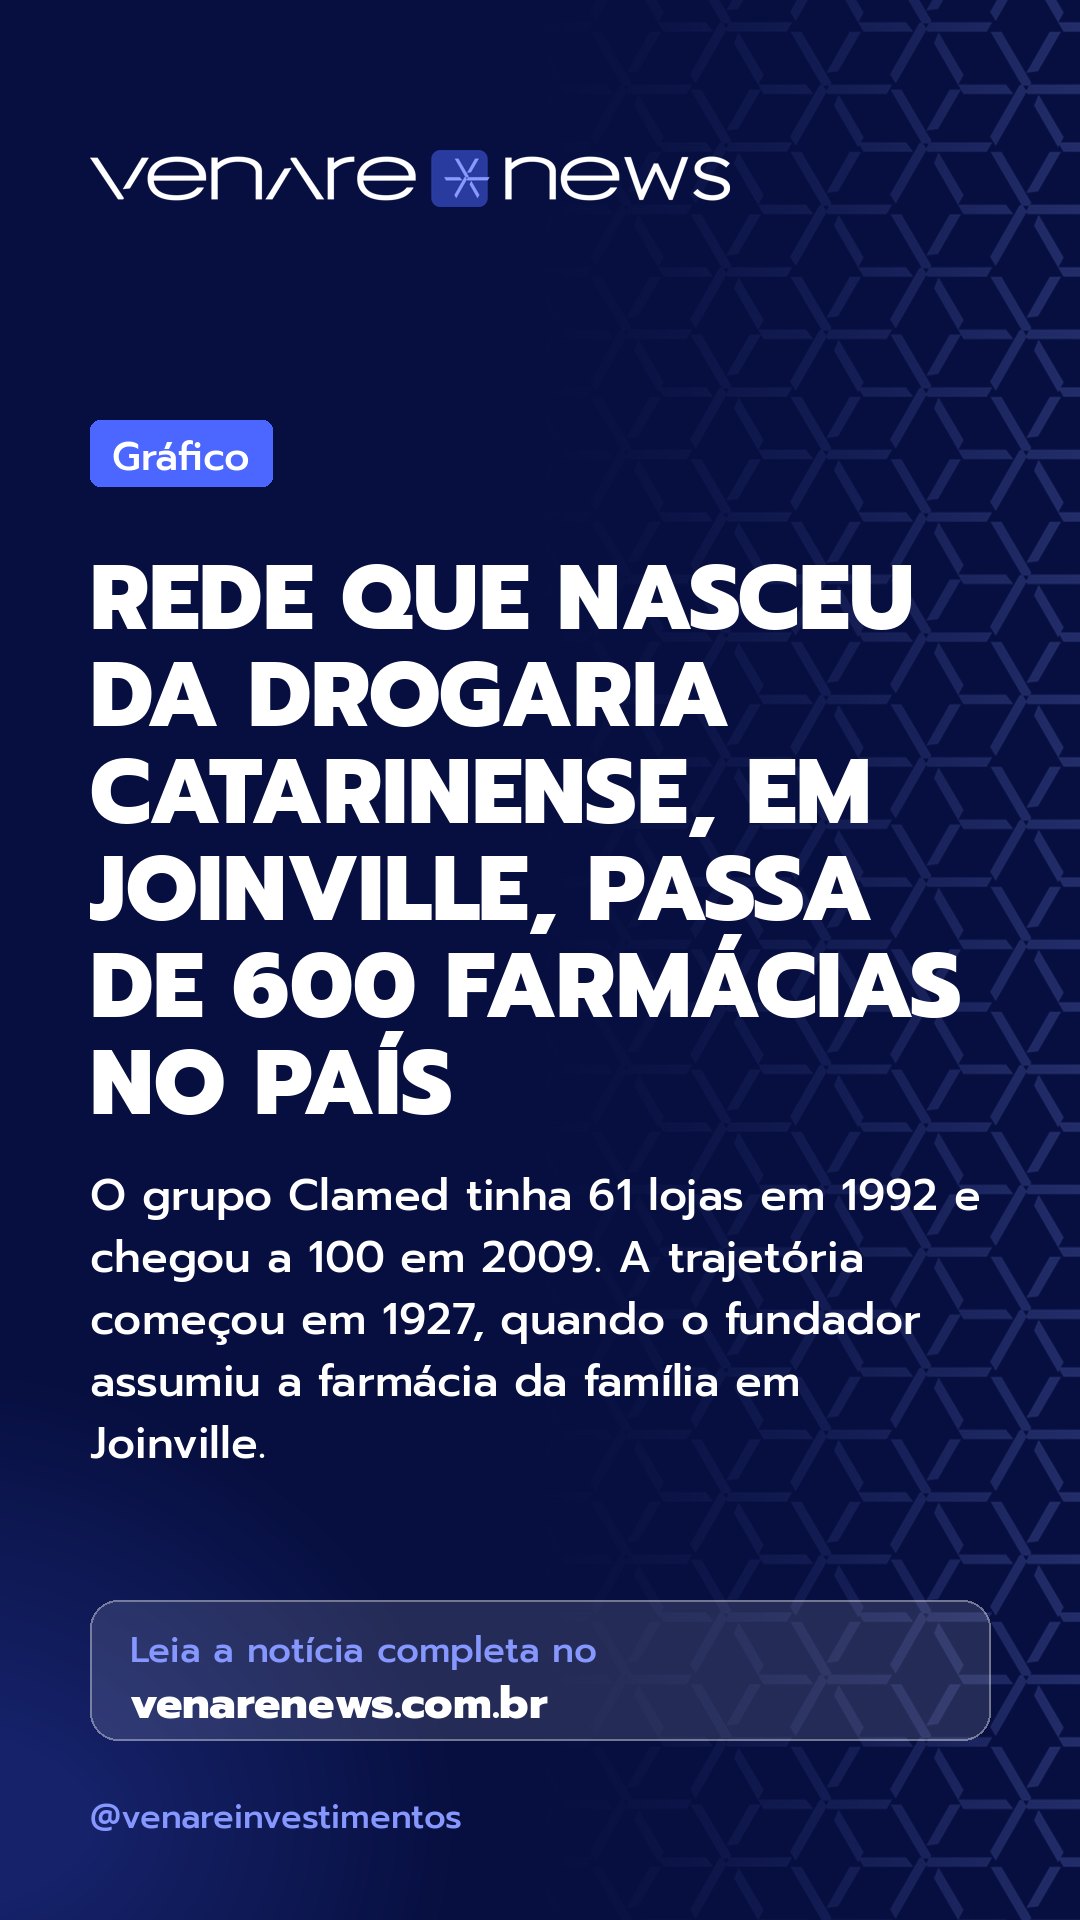 venare news
Gráfico
REDE QUE NASCEU
DA DROGARIA
CATARINENSE, EM
JOINVILLE, PASSA
DE 600 FARMÁCIAS
NO PAÍS
O grupo Clamed tinha 61 lojas em 1992 e
chegou a 100 em 2009. A trajetória
começou em 1927, quando o fundador
assumiu a farmácia da família em
Joinville.
Leia a notícia completa no
venarenews.com.br
@venareinvestimentos